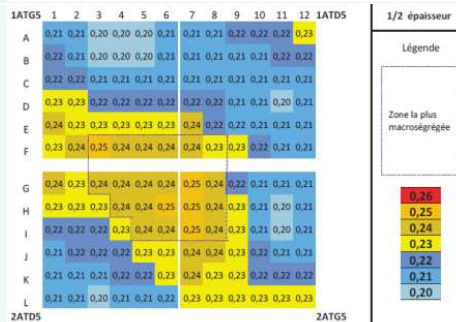 1ATG5 1 2 3 4 5 6 7 8 9 10 11 12 1ATD5
A 0,21 0,21 0,20 0,20 0,20 0,21 0,21 0,21 0,22 0,22 0,22 0,23
B 0,22 0,21 0,20 0,20 0,20 0,21 0,21 0,21 0,21 0,21 0,22 0,22
C 0,22 0,22 0,21 0,21 0,21 0,21 0,21 0,21 0,21 0,21 0,21 0,21
D 0,23 0,23 0,22 0,22 0,22 0,22 0,22 0,21 0,21 0,21 0,20 0,21
E 0,24 0,23 0,23 0,23 0,23 0,23 0,24 0,22 0,22 0,21 0,21 0,21
F 0,23 0,24 0,25 0,24 0,24 0,24 0,24 0,23 0,23 0,22 0,21 0,21
G 0,24 0,23 0,24 0,24 0,24 0,24 0,25 0,24 0,22 0,21 0,21 0,21
H 0,23 0,23 0,23 0,24 0,24 0,25 0,25 0,24 0,23 0,21 0,20 0,21
I 0,22 0,22 0,22 0,23 0,24 0,24 0,25 0,24 0,23 0,21 0,20 0,21
J 0,21 0,22 0,22 0,22 0,23 0,23 0,24 0,24 0,23 0,21 0,21 0,21
K 0,21 0,21 0,21 0,22 0,22 0,23 0,24 0,23 0,23 0,22 0,22 0,22
L 0,21 0,21 0,20 0,21 0,21 0,22 0,23 0,23 0,23 0,23 0,23 0,23
2ATD5 2ATG5
1/2 épaisseur
Légende
Zone la plus
macroségrégée
0,26
0,25
0,24
0,23
0,22
0,21
0,20